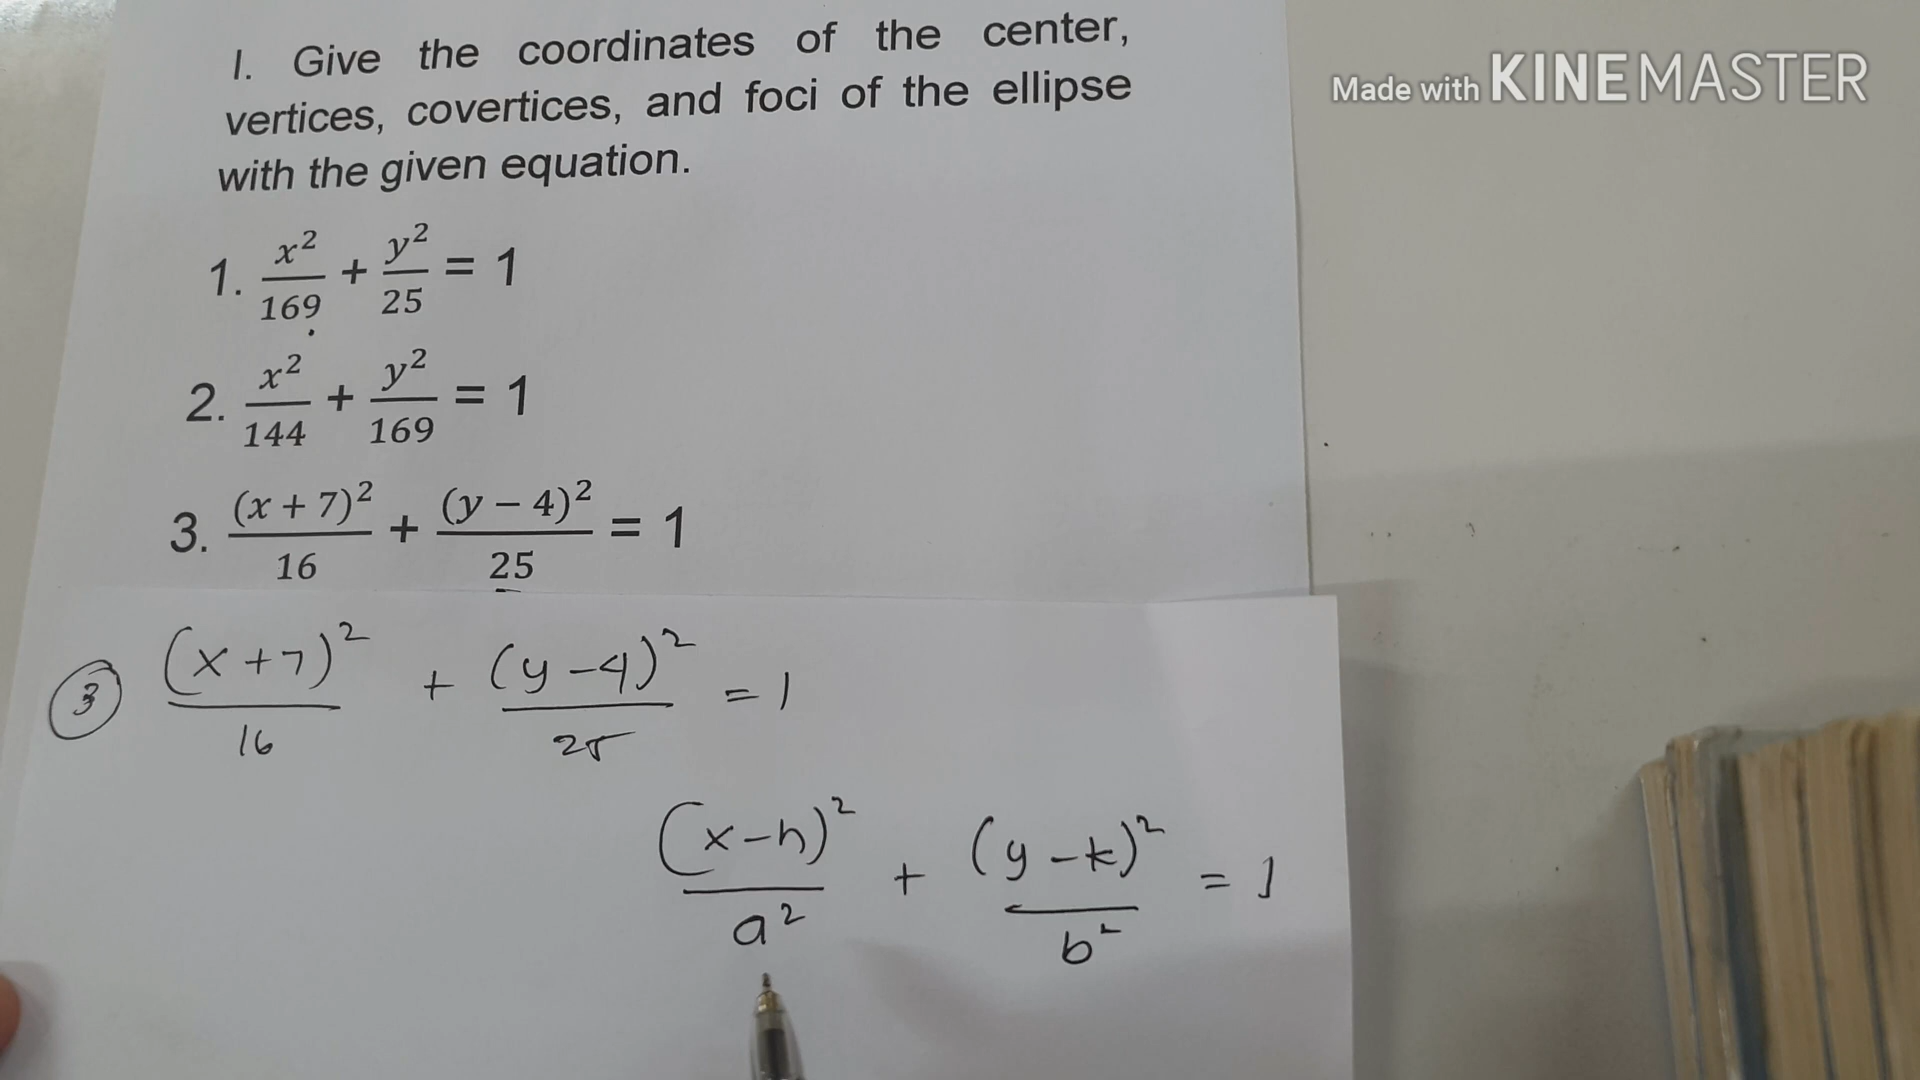 I. Give the coordinates of the center,
vertices, covertices, and foci of the ellipse
with the given equation.
1. x²/169 + y²/25 = 1
2. x²/144 + y²/169 = 1
3. (x + 7)²/16 + (y − 4)²/25 = 1
3 (x+7)²/16 + (y−4)²/25 = 1
(x−h)²/a² + (y−k)²/b² = 1
Made with KINEMASTER